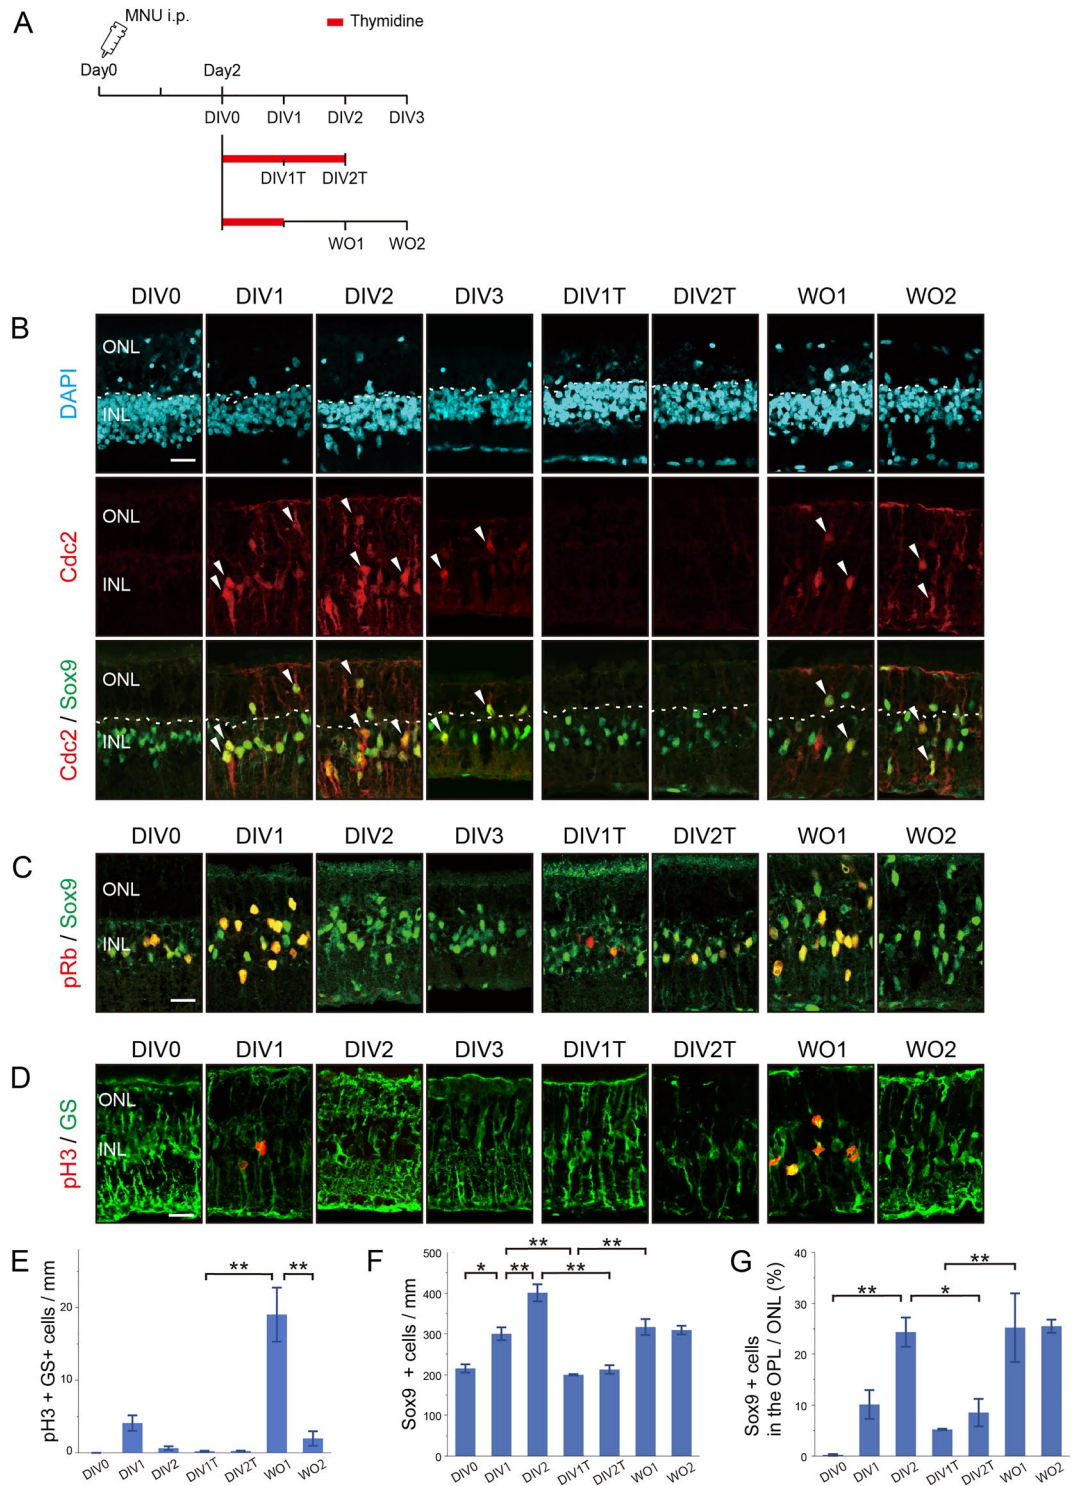 A
MNU i.p.
Thymidine
Day0
Day2
DIV0 DIV1 DIV2 DIV3
DIV1T DIV2T
WO1 WO2
DIV0 DIV1 DIV2 DIV3 DIV1T DIV2T WO1 WO2
B
DAPI
ONL
INL
Cdc2
ONL
INL
Cdc2 / Sox9
ONL
INL
DIV0 DIV1 DIV2 DIV3 DIV1T DIV2T WO1 WO2
C
pRb / Sox9
ONL
INL
DIV0 DIV1 DIV2 DIV3 DIV1T DIV2T WO1 WO2
D
pH3 / GS
ONL
INL
E
pH3 + GS+ cells / mm
20
10
0
** **
DIV0 DIV1 DIV2 DIV1T DIV2T WO1 WO2
F
Sox9 + cells / mm
500
400
300
200
100
0
** **
* ** **
DIV0 DIV1 DIV2 DIV1T DIV2T WO1 WO2
G
Sox9 + cells
in the OPL / ONL (%)
40
30
20
10
0
**
** *
DIV0 DIV1 DIV2 DIV1T DIV2T WO1 WO2